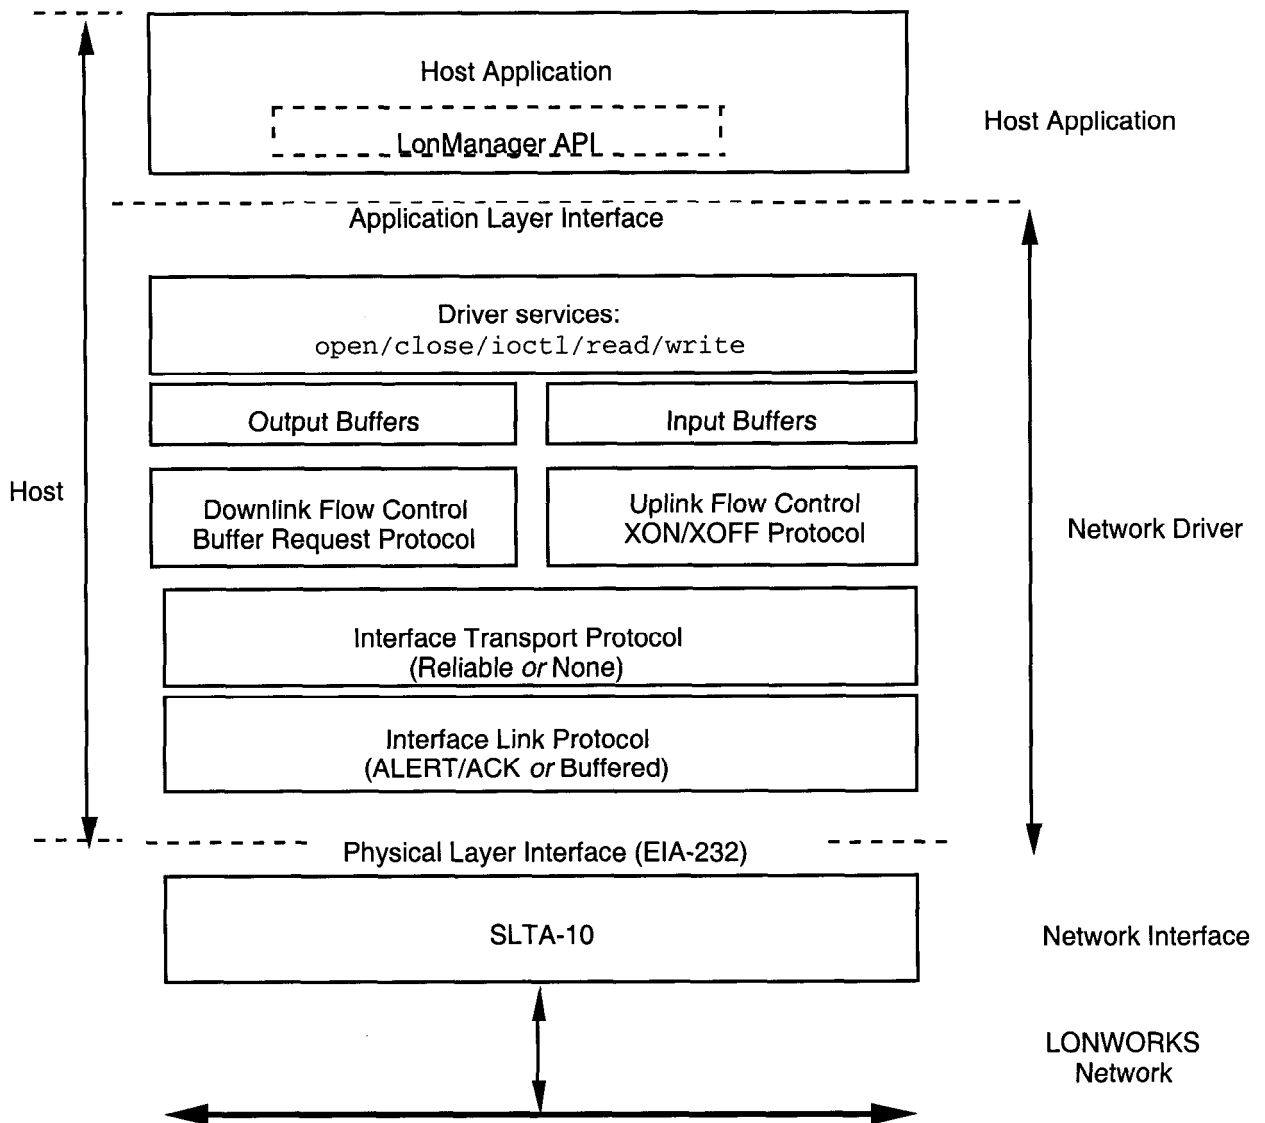 Host Application
LonManager API
Host Application
Application Layer Interface
Driver services:
open/close/ioctl/read/write
Output Buffers
Input Buffers
Host
Downlink Flow Control
Buffer Request Protocol
Uplink Flow Control
XON/XOFF Protocol
Network Driver
Interface Transport Protocol
(Reliable or None)
Interface Link Protocol
(ALERT/ACK or Buffered)
Physical Layer Interface (EIA-232)
SLTA-10
Network Interface
LONWORKS
Network